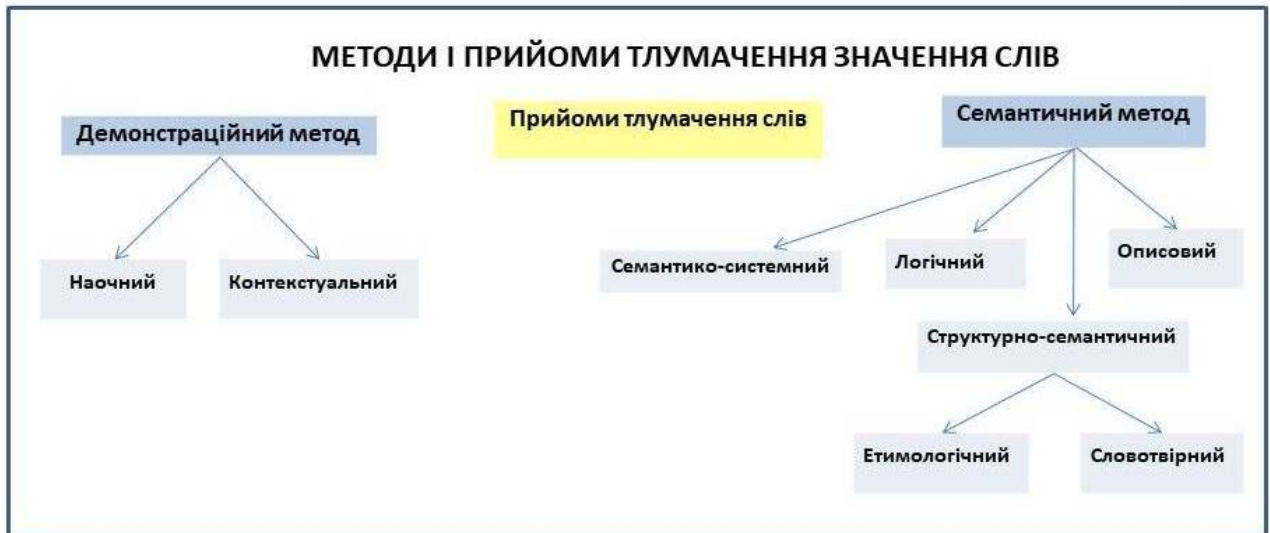 МЕТОДИ І ПРИЙОМИ ТЛУМАЧЕННЯ ЗНАЧЕННЯ СЛІВ
Демонстраційний метод
Прийоми тлумачення слів
Семантичний метод
Наочний
Контекстуальний
Семантико-системний
Логічний
Описовий
Структурно-семантичний
Етимологічний
Словотвірний